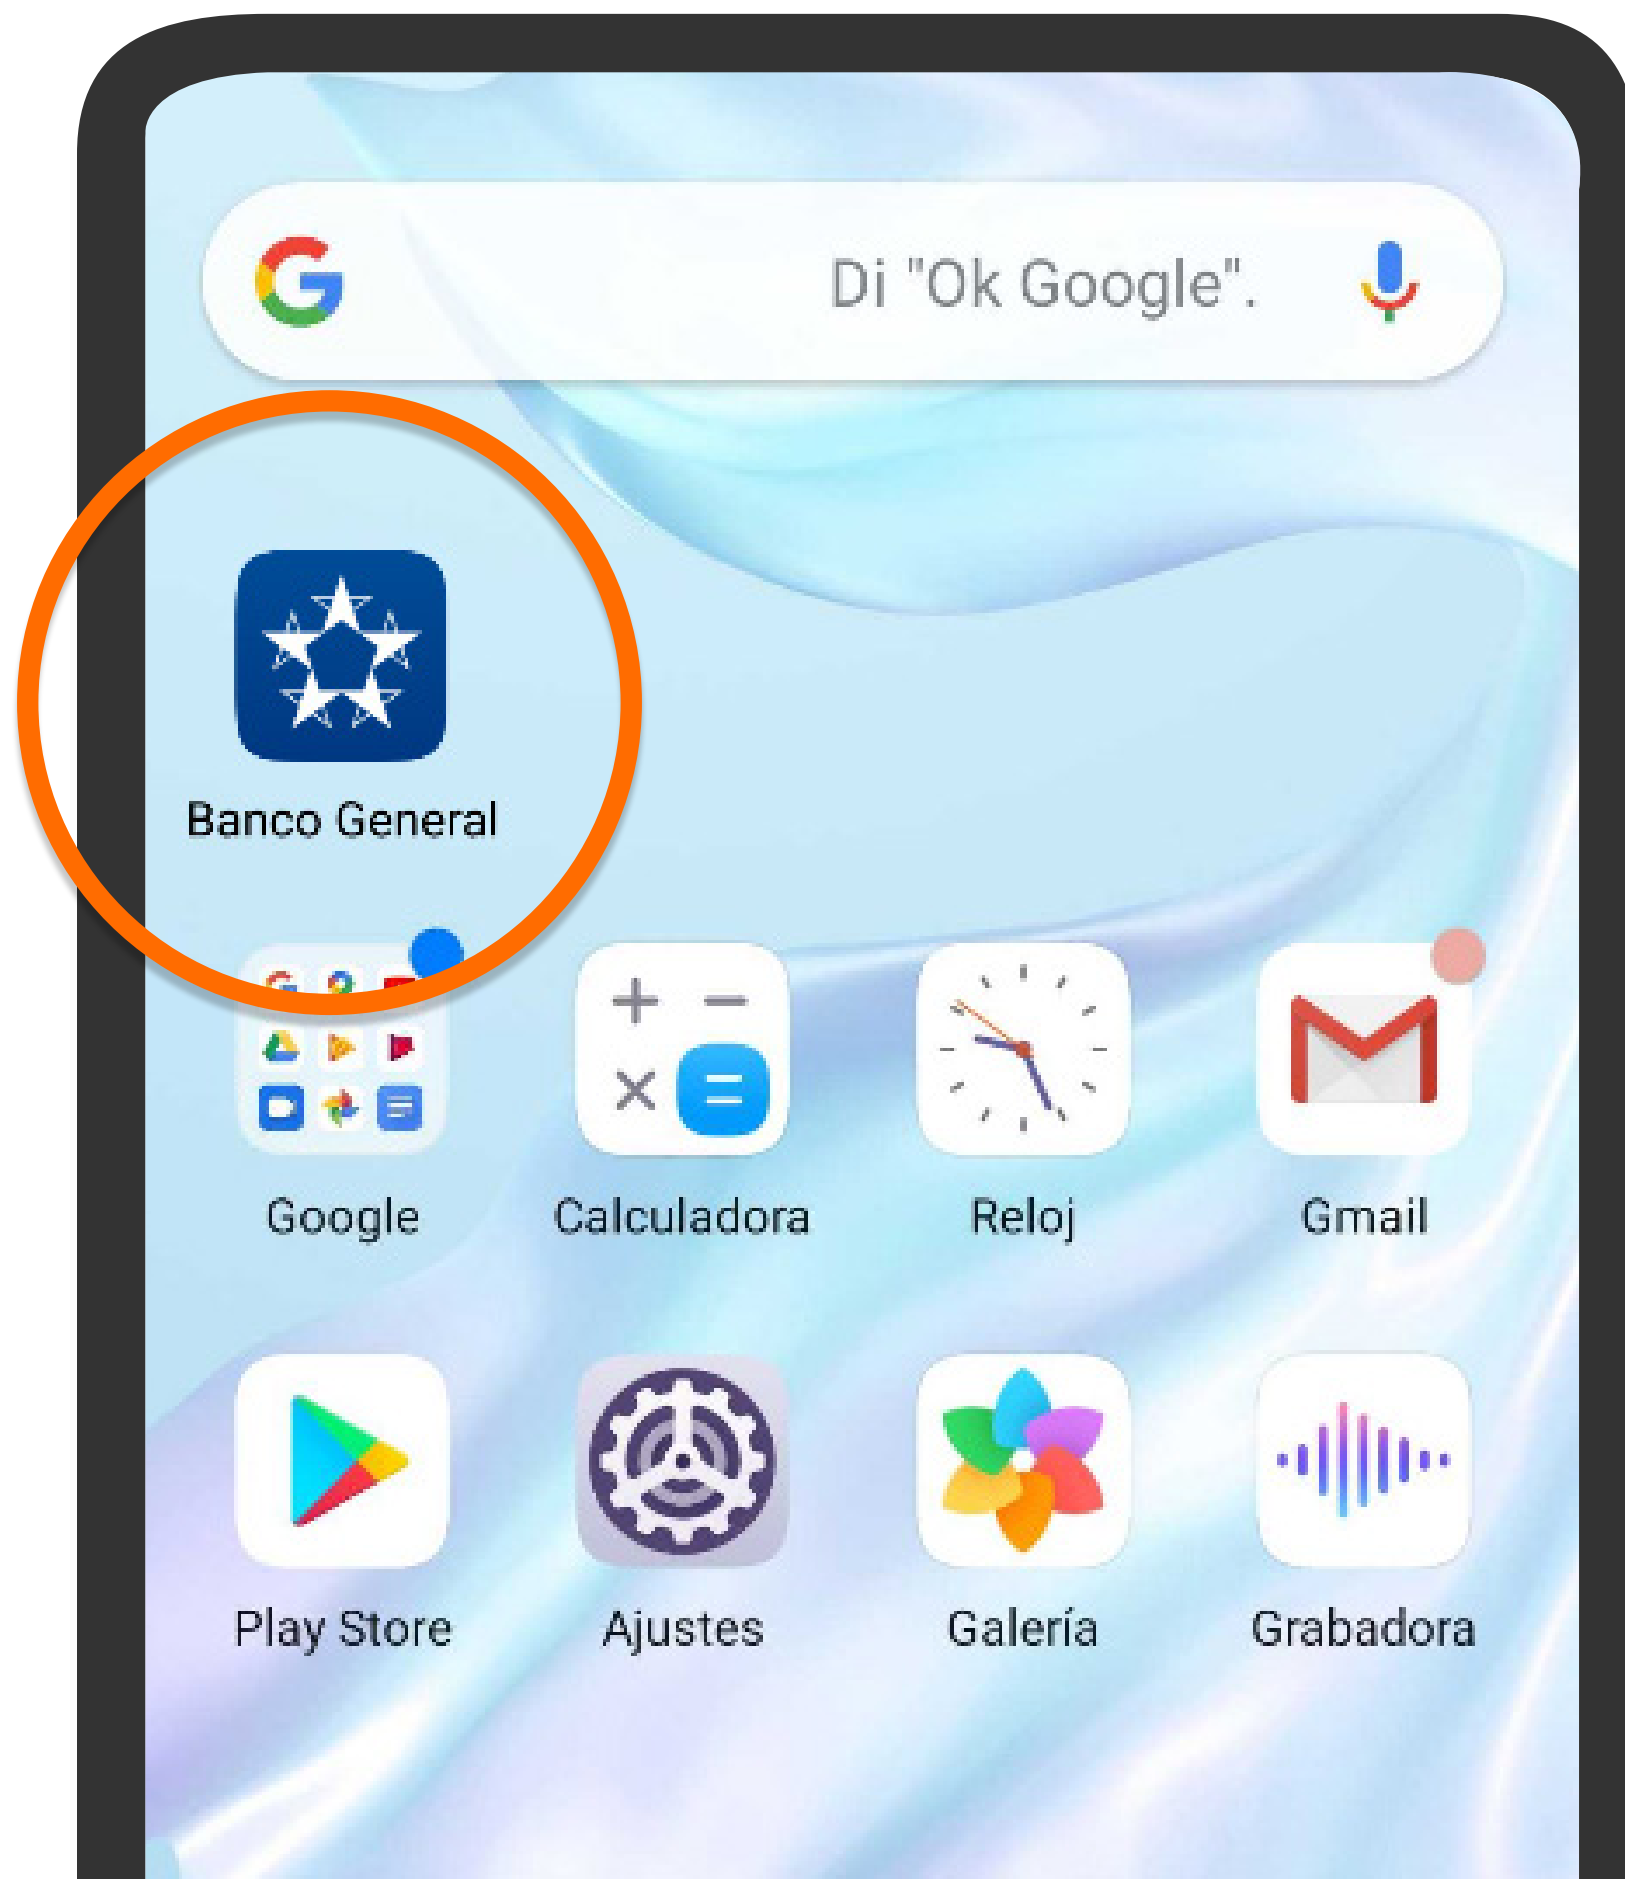 Di "Ok Google".
Banco General
Google
Calculadora
Reloj
Gmail
Play Store
Ajustes
Galería
Grabadora